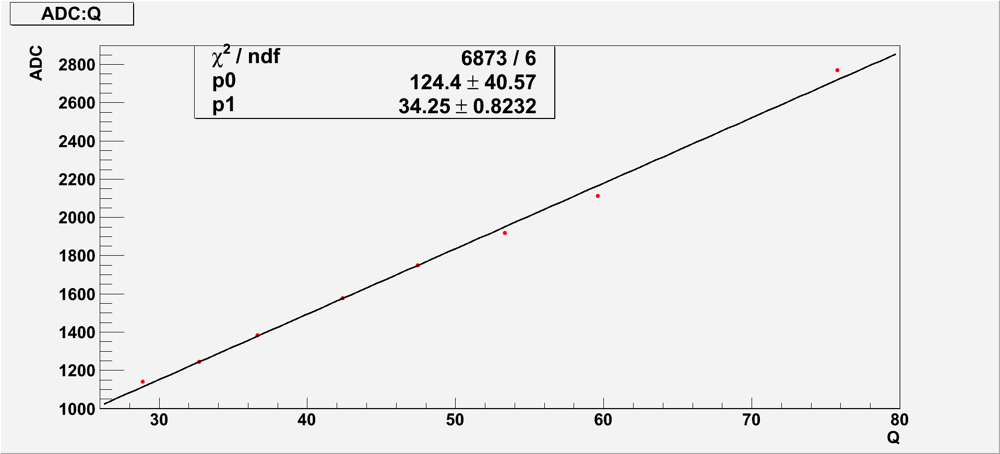 ADC:Q
ADC
χ² / ndf 6873 / 6
p0 124.4 ± 40.57
p1 34.25 ± 0.8232
2800
2600
2400
2200
2000
1800
1600
1400
1200
1000
30 40 50 60 70 80
Q